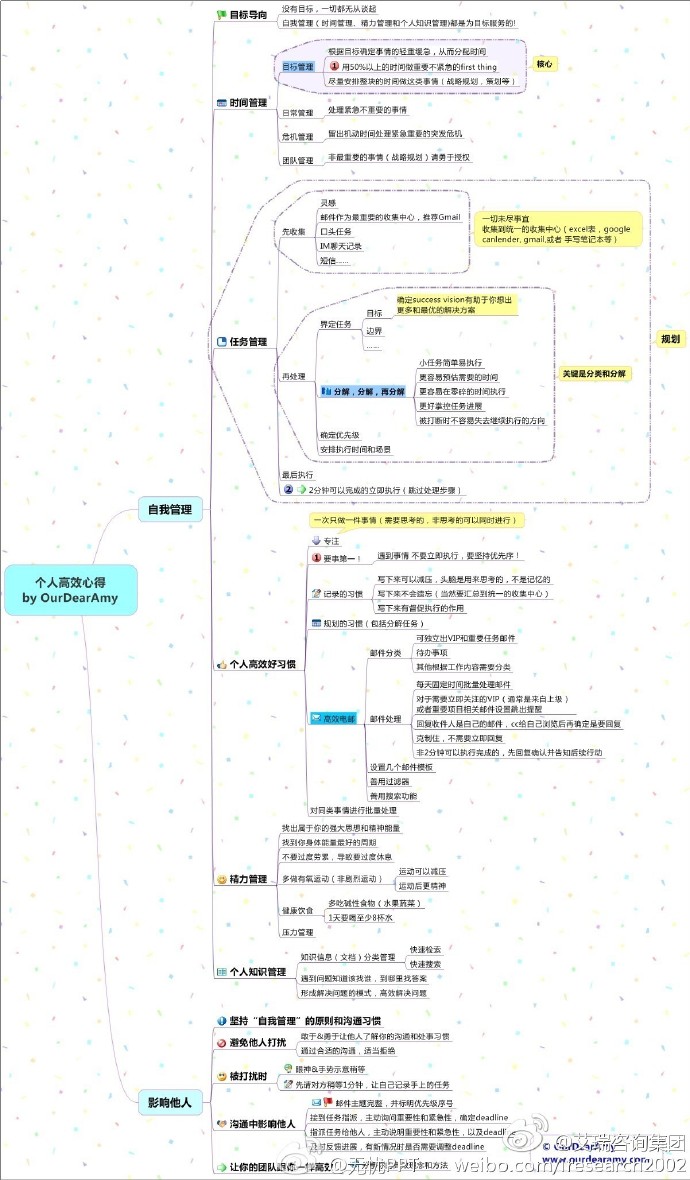 个人高效心得
by OurDearAmy
自我管理
目标导向
没有目标，一切都无从谈起
自我管理（时间管理、精力管理和个人知识管理)都是为目标服务的!
时间管理
目标管理
根据目标确定事情的轻重缓急，从而分配时间
用50%以上的时间做重要不紧急的first thing
尽量安排整块的时间做这类事情（战略规划，策划等）
核心
日常管理
处理紧急不重要的事情
危机管理
留出机动时间处理紧急重要的突发危机
团队管理
非最重要的事情（战略规划）请勇于授权
任务管理
先收集
灵感
邮件作为最重要的收集中心，推荐Gmail
口头任务
IM聊天记录
短信......
一切未尽事宜
收集到统一的收集中心（excel表，google
canlender, gmail,或者 手写笔记本等）
再处理
界定任务
目标
确定success vision有助于你想出
更多和最优的解决方案
边界
......
分解，分解，再分解
小任务简单易执行
更容易预估需要的时间
更容易在零碎的时间执行
更好掌控任务进展
被打断时不容易失去继续执行的方向
确定优先级
安排执行时间和场景
关键是分类和分解
规划
最后执行
2分钟可以完成的立即执行（跳过处理步骤）
个人高效好习惯
一次只做一件事情（需要思考的，非思考的可以同时进行）
专注
要事第一！
遇到事情 不要立即执行，要坚持优先序！
记录的习惯
写下来可以减压，头脑是用来思考的，不是记忆的
写下来不会遗忘（当然要汇总到统一的收集中心）
写下来有督促执行的作用
规划的习惯（包括分解任务）
高效电邮
邮件分类
可独立出VIP和重要任务邮件
待办事项
其他根据工作内容需要分类
邮件处理
每天固定时间批量处理邮件
对于需要立即关注的VIP（通常是来自上级）
或者重要项目相关邮件设置跳出提醒
回复收件人是自己的邮件，cc给自己浏览后再确定是要回复
克制住，不需要立即回复
非2分钟可以执行完成的，先回复确认并告知后续行动
设置几个邮件模板
善用过滤器
善用搜索功能
对同类事情进行批量处理
精力管理
找出属于你的强大思想和精神能量
找到你身体能量最好的周期
不要过度劳累，导致要过度休息
多做有氧运动（非剧烈运动）
运动可以减压
运动后更精神
健康饮食
多吃碱性食物（水果蔬菜）
1天要喝至少8杯水
压力管理
个人知识管理
知识信息（文档）分类管理
快速检索
快速搜索
遇到问题知道该找谁，到哪里找答案
形成解决问题的模式，高效解决问题
影响他人
坚持“自我管理”的原则和沟通习惯
避免他人打扰
敢于&勇于让他人了解你的沟通和处事习惯
通过合适的沟通，适当拒绝
被打扰时
眼神&手势示意稍等
先请对方稍等1分钟，让自己记录手上的任务
沟通中影响他人
邮件主题完整，并标明优先级序号
接到任务指派，主动询问重要性和紧急性，确定deadline
指派任务给他人，主动说明重要性和紧急性，以及deadline
及时反馈进展，有新情况时是否需要调整deadline
让你的团队跟你一样高效
© OurDearAmy
www.ourdearamy.com
@艾瑞咨询集团
@无忧PPT
weibo.com/iresearch2002